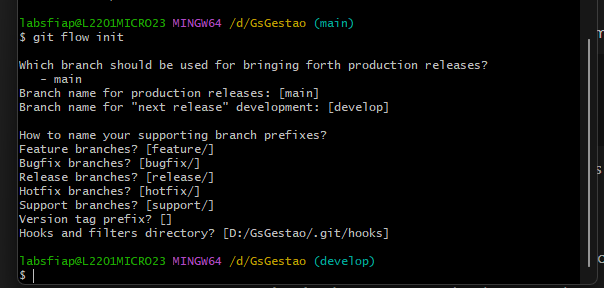 labsfiap@L2201MICRO23 MINGW64 /d/GsGestao (main)
$ git flow init
Which branch should be used for bringing forth production releases?
- main
Branch name for production releases: [main]
Branch name for "next release" development: [develop]
How to name your supporting branch prefixes?
Feature branches? [feature/]
Bugfix branches? [bugfix/]
Release branches? [release/]
Hotfix branches? [hotfix/]
Support branches? [support/]
Version tag prefix? []
Hooks and filters directory? [D:/GsGestao/.git/hooks]
labsfiap@L2201MICRO23 MINGW64 /d/GsGestao (develop)
$